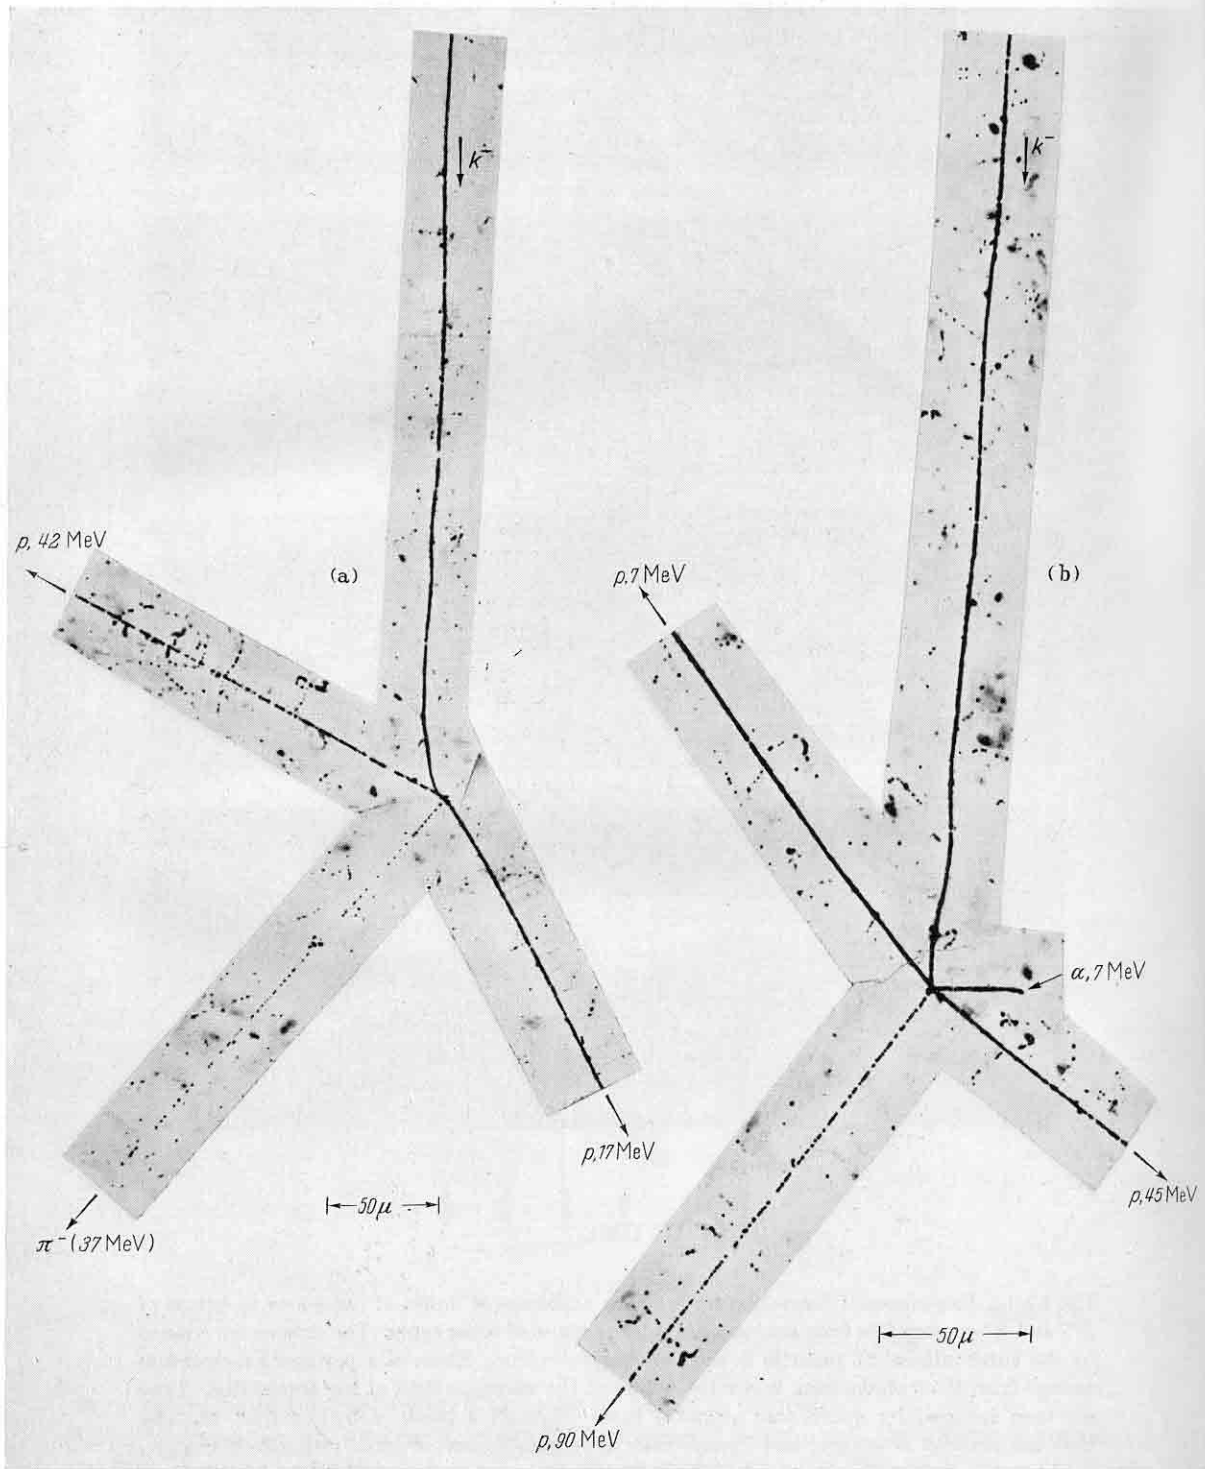 k⁻
k⁻
p, 42 MeV
(a)
p, 7 MeV
(b)
α, 7 MeV
p, 17 MeV
p, 45 MeV
50μ
π⁻ (37 MeV)
50μ
p, 90 MeV